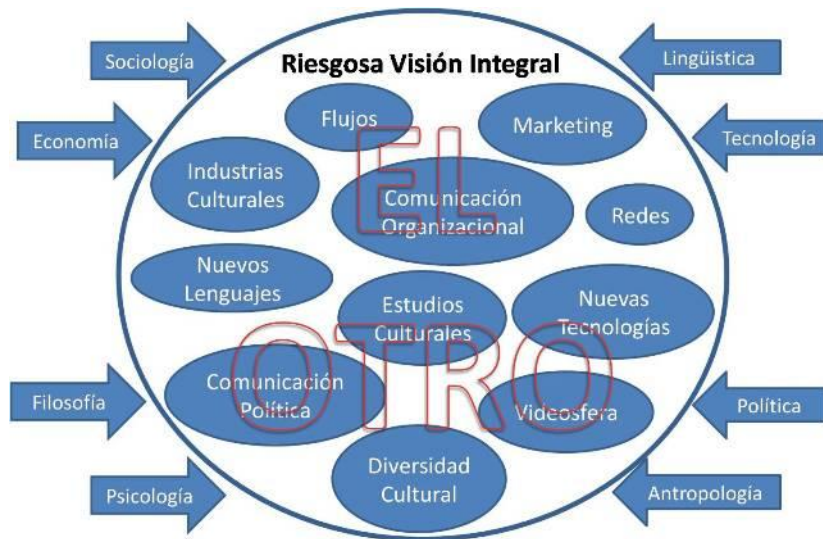 Sociología
Lingüística
Riesgosa Visión Integral
Economía
Flujos
Marketing
Tecnología
Industrias
Culturales
EL
Comunicación
Organizacional
Redes
Nuevos
Lenguajes
Estudios
Culturales
Nuevas
Tecnologías
OTRO
Filosofía
Comunicación
Política
Videosfera
Política
Diversidad
Cultural
Psicología
Antropología